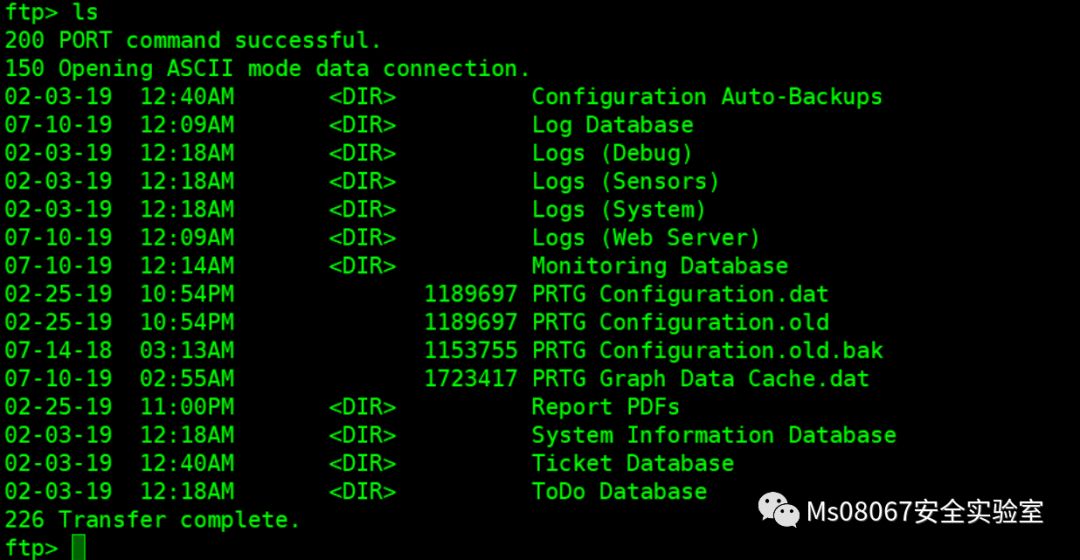 ftp> ls
200 PORT command successful.
150 Opening ASCII mode data connection.
02-03-19  12:40AM       <DIR>          Configuration Auto-Backups
07-10-19  12:09AM       <DIR>          Log Database
02-03-19  12:18AM       <DIR>          Logs (Debug)
02-03-19  12:18AM       <DIR>          Logs (Sensors)
02-03-19  12:18AM       <DIR>          Logs (System)
07-10-19  12:09AM       <DIR>          Logs (Web Server)
07-10-19  12:14AM       <DIR>          Monitoring Database
02-25-19  10:54PM              1189697 PRTG Configuration.dat
02-25-19  10:54PM              1189697 PRTG Configuration.old
07-14-18  03:13AM              1153755 PRTG Configuration.old.bak
07-10-19  02:55AM              1723417 PRTG Graph Data Cache.dat
02-25-19  11:00PM       <DIR>          Report PDFs
02-03-19  12:18AM       <DIR>          System Information Database
02-03-19  12:40AM       <DIR>          Ticket Database
02-03-19  12:18AM       <DIR>          ToDo Database
226 Transfer complete.
ftp>
Ms08067安全实验室